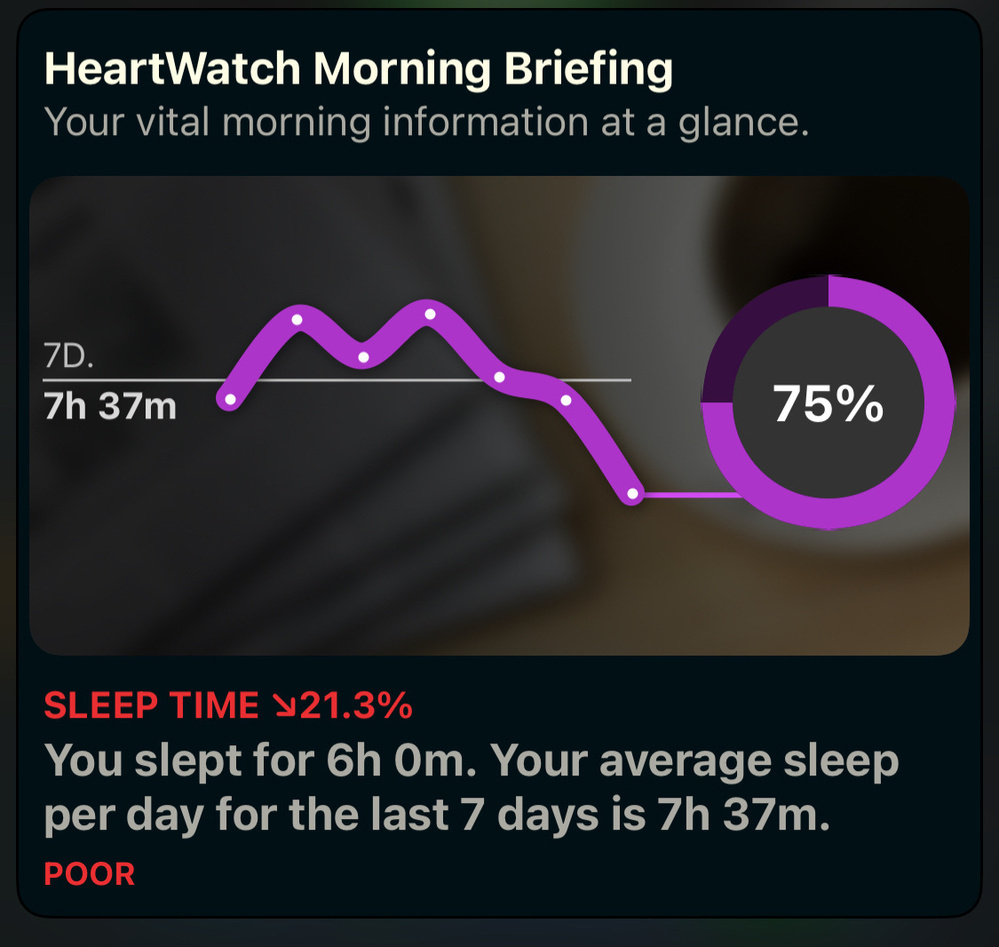 HeartWatch Morning Briefing
Your vital morning information at a glance.
7D.
7h 37m
75%
SLEEP TIME ↘21.3%
You slept for 6h 0m. Your average sleep
per day for the last 7 days is 7h 37m.
POOR